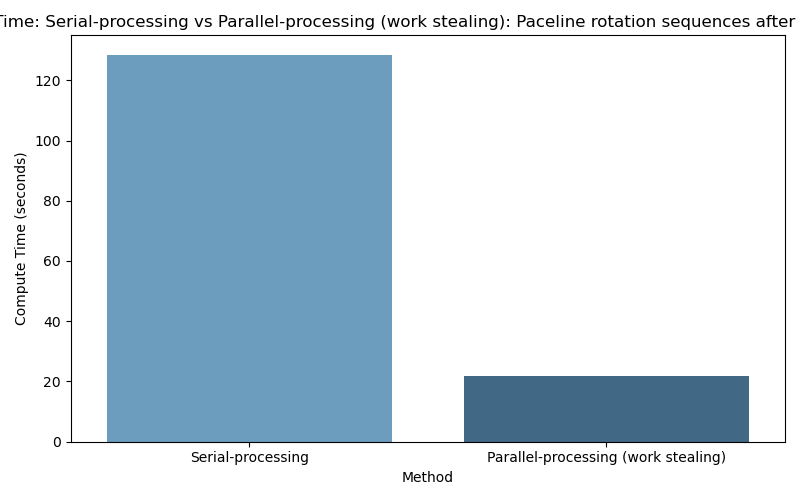 Time: Serial-processing vs Parallel-processing (work stealing): Paceline rotation sequences after
120
100
80
60
40
20
0
Compute Time (seconds)
Serial-processing
Parallel-processing (work stealing)
Method